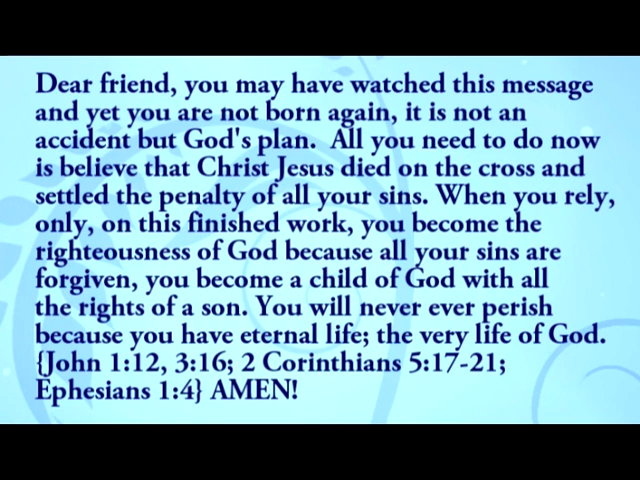 Dear friend, you may have watched this message
and yet you are not born again, it is not an
accident but God's plan.  All you need to do now
is believe that Christ Jesus died on the cross and
settled the penalty of all your sins. When you rely,
only, on this finished work, you become the
righteousness of God because all your sins are
forgiven, you become a child of God with all
the rights of a son. You will never ever perish
because you have eternal life; the very life of God.
{John 1:12, 3:16; 2 Corinthians 5:17-21;
Ephesians 1:4} AMEN!